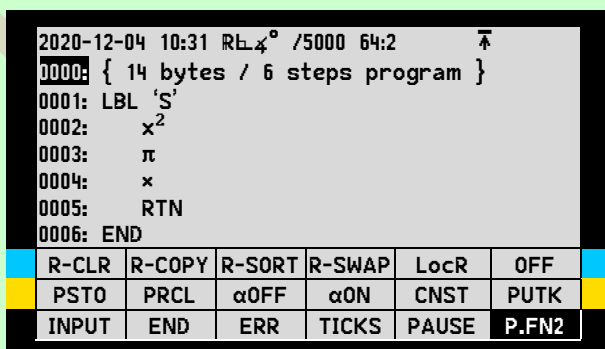 2020-12-04 10:31 R∟∡° /5000 64:2 ⊼
0000: { 14 bytes / 6 steps program }
0001: LBL ‘S’
0002: x²
0003: π
0004: ×
0005: RTN
0006: END
R-CLR R-COPY R-SORT R-SWAP LocR OFF
PSTO PRCL αOFF αON CNST PUTK
INPUT END ERR TICKS PAUSE P.FN2